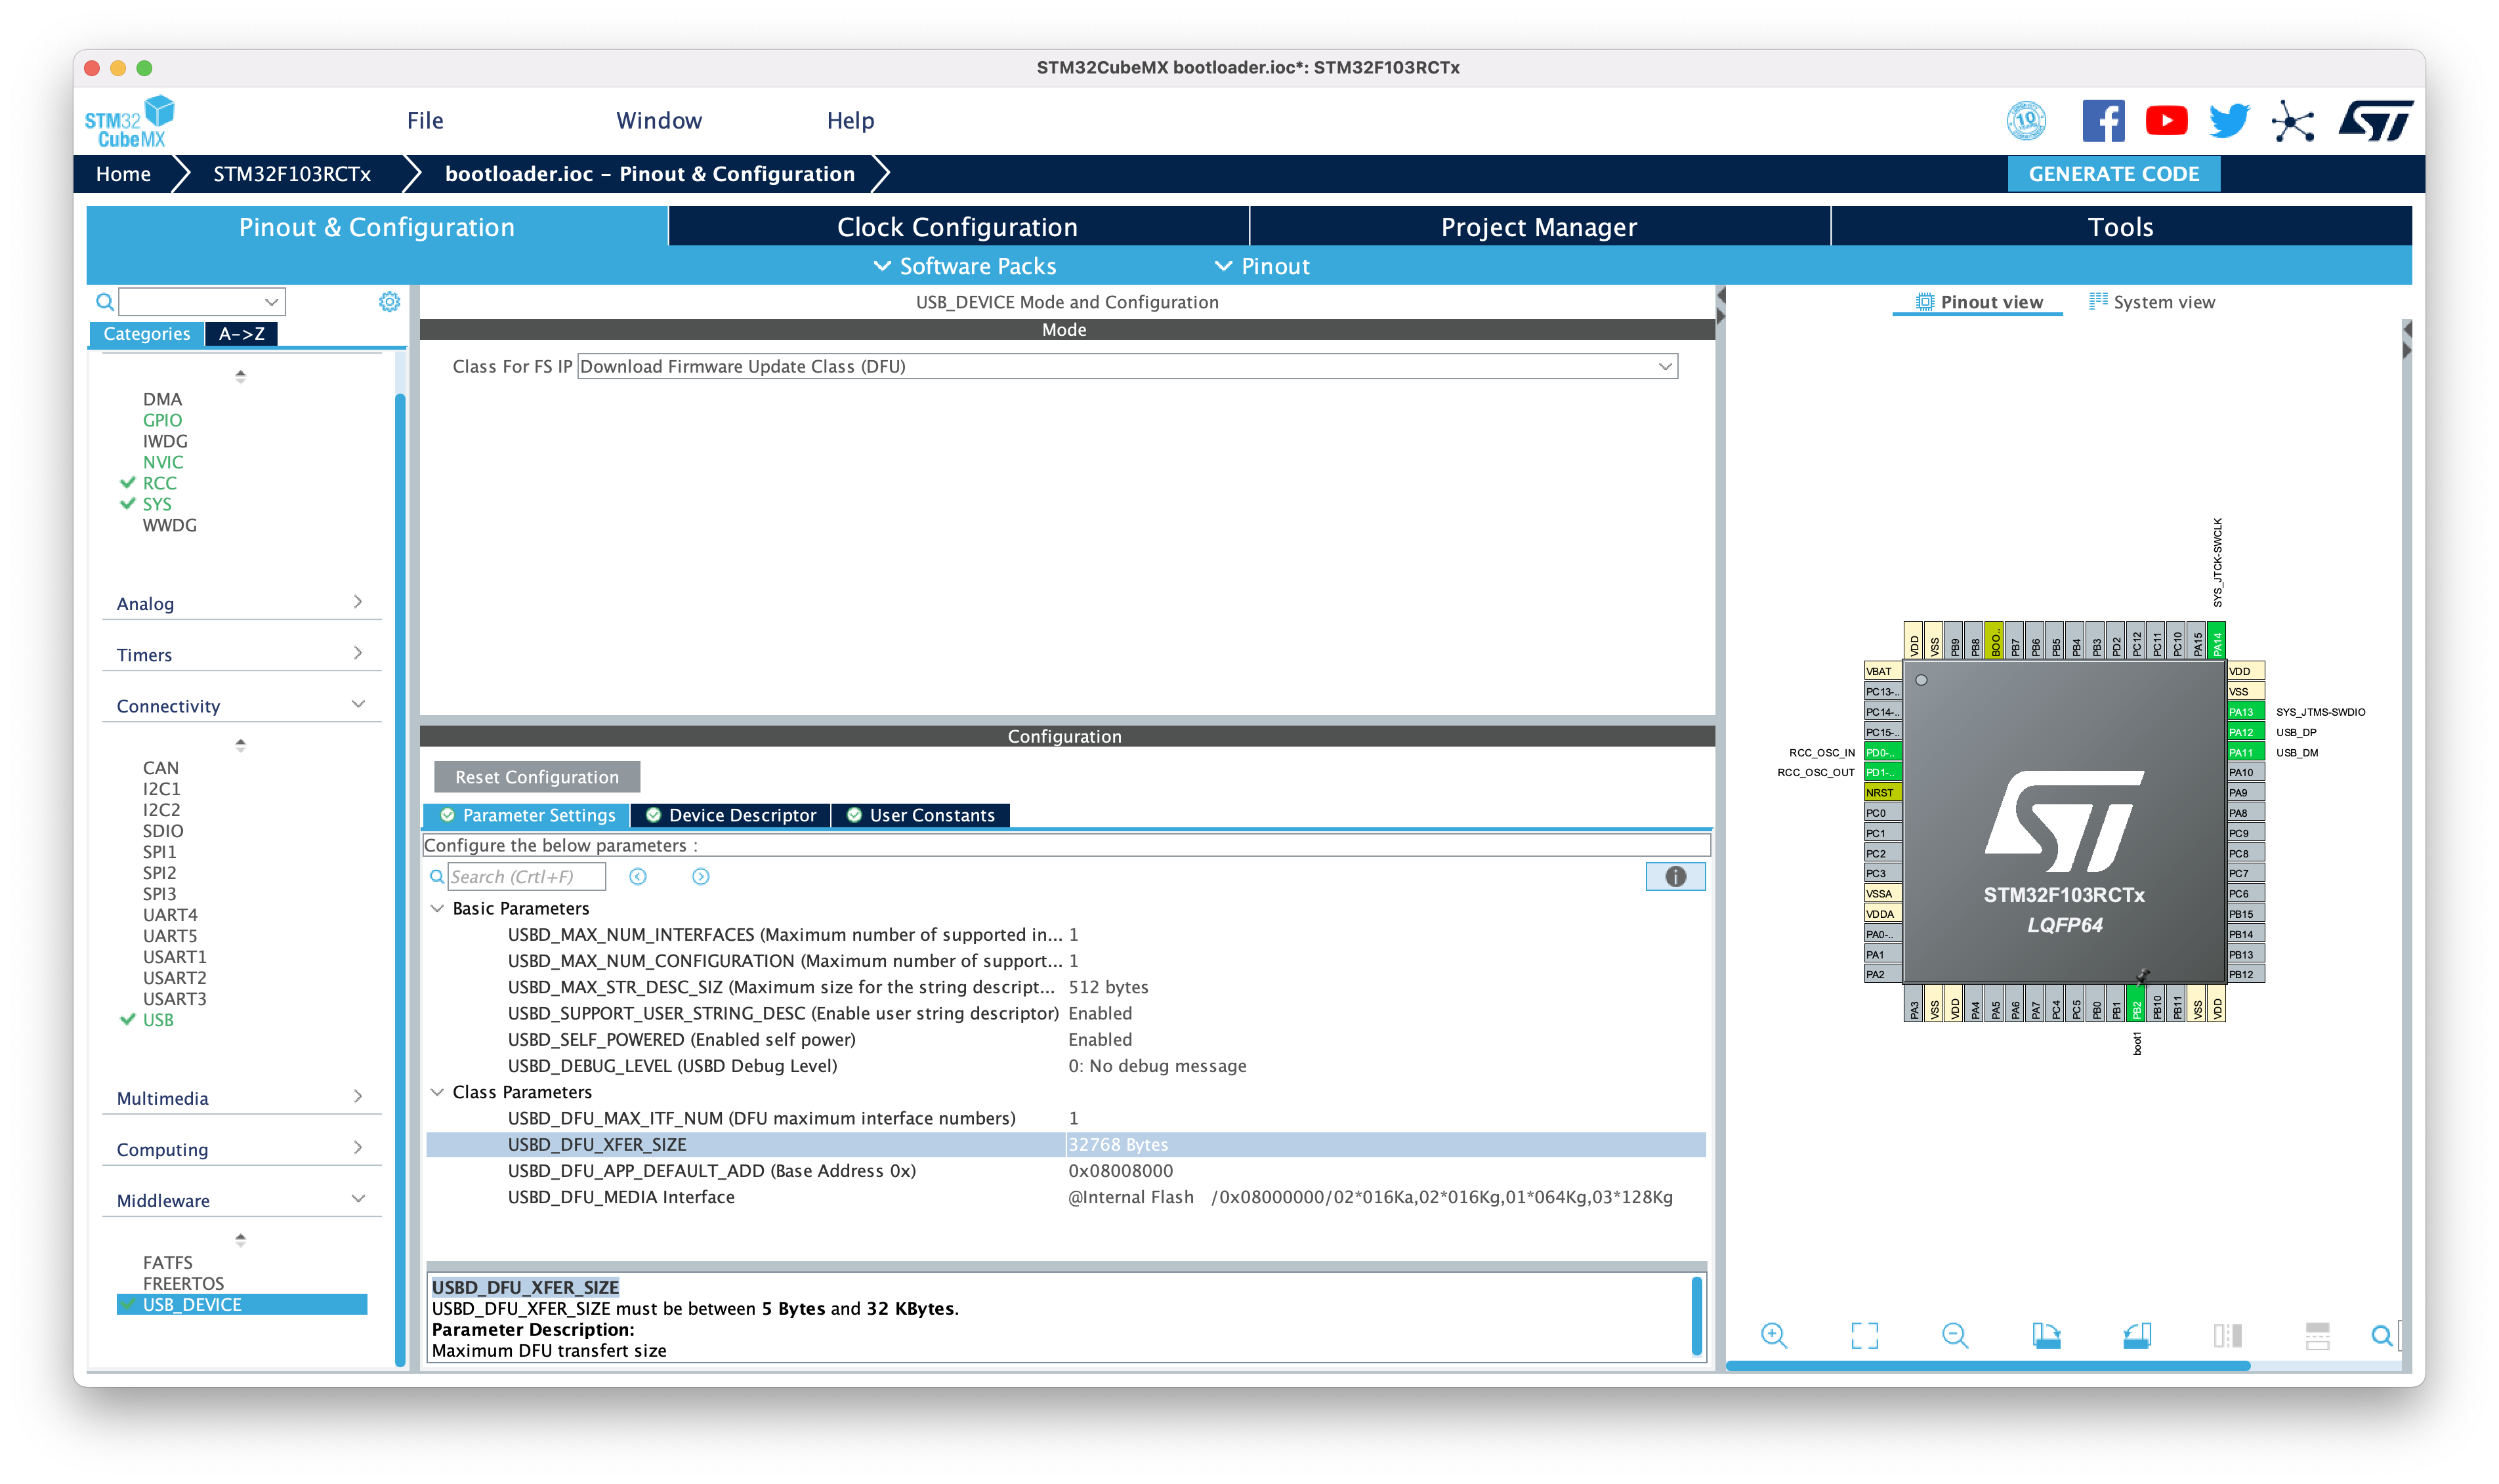 STM32CubeMX bootloader.ioc*: STM32F103RCTx
STM32
CubeMX
File
Window
Help
10
YEARS
Home
STM32F103RCTx
bootloader.ioc – Pinout & Configuration
GENERATE CODE
Pinout & Configuration
Clock Configuration
Project Manager
Tools
Software Packs
Pinout
Categories
A->Z
DMA
GPIO
IWDG
NVIC
RCC
SYS
WWDG
Analog
Timers
Connectivity
CAN
I2C1
I2C2
SDIO
SPI1
SPI2
SPI3
UART4
UART5
USART1
USART2
USART3
USB
Multimedia
Computing
Middleware
FATFS
FREERTOS
USB_DEVICE
USB_DEVICE Mode and Configuration
Mode
Class For FS IP Download Firmware Update Class (DFU)
Configuration
Reset Configuration
Parameter Settings
Device Descriptor
User Constants
Configure the below parameters :
Search (Crtl+F)
Basic Parameters
USBD_MAX_NUM_INTERFACES (Maximum number of supported in... 1
USBD_MAX_NUM_CONFIGURATION (Maximum number of support... 1
USBD_MAX_STR_DESC_SIZ (Maximum size for the string descript... 512 bytes
USBD_SUPPORT_USER_STRING_DESC (Enable user string descriptor) Enabled
USBD_SELF_POWERED (Enabled self power) Enabled
USBD_DEBUG_LEVEL (USBD Debug Level) 0: No debug message
Class Parameters
USBD_DFU_MAX_ITF_NUM (DFU maximum interface numbers) 1
USBD_DFU_XFER_SIZE 32768 Bytes
USBD_DFU_APP_DEFAULT_ADD (Base Address 0x) 0x08008000
USBD_DFU_MEDIA Interface @Internal Flash /0x08000000/02*016Ka,02*016Kg,01*064Kg,03*128Kg
USBD_DFU_XFER_SIZE
USBD_DFU_XFER_SIZE must be between 5 Bytes and 32 KBytes.
Parameter Description:
Maximum DFU transfert size
Pinout view
System view
SYS_JTCK-SWCLK
VDD
VSS
PB9
PB8
BOO..
PB7
PB6
PB5
PB4
PB3
PD2
PC12
PC11
PC10
PA15
PA14
VBAT
PC13-..
PC14-..
PC15-..
RCC_OSC_IN PD0-..
RCC_OSC_OUT PD1-..
NRST
PC0
PC1
PC2
PC3
VSSA
VDDA
PA0-..
PA1
PA2
STM32F103RCTx
LQFP64
VDD
VSS
PA13 SYS_JTMS-SWDIO
PA12 USB_DP
PA11 USB_DM
PA10
PA9
PA8
PC9
PC8
PC7
PC6
PB15
PB14
PB13
PB12
PA3
VSS
VDD
PA4
PA5
PA6
PA7
PC4
PC5
PB0
PB1
PB2
PB10
PB11
VSS
VDD
boot1